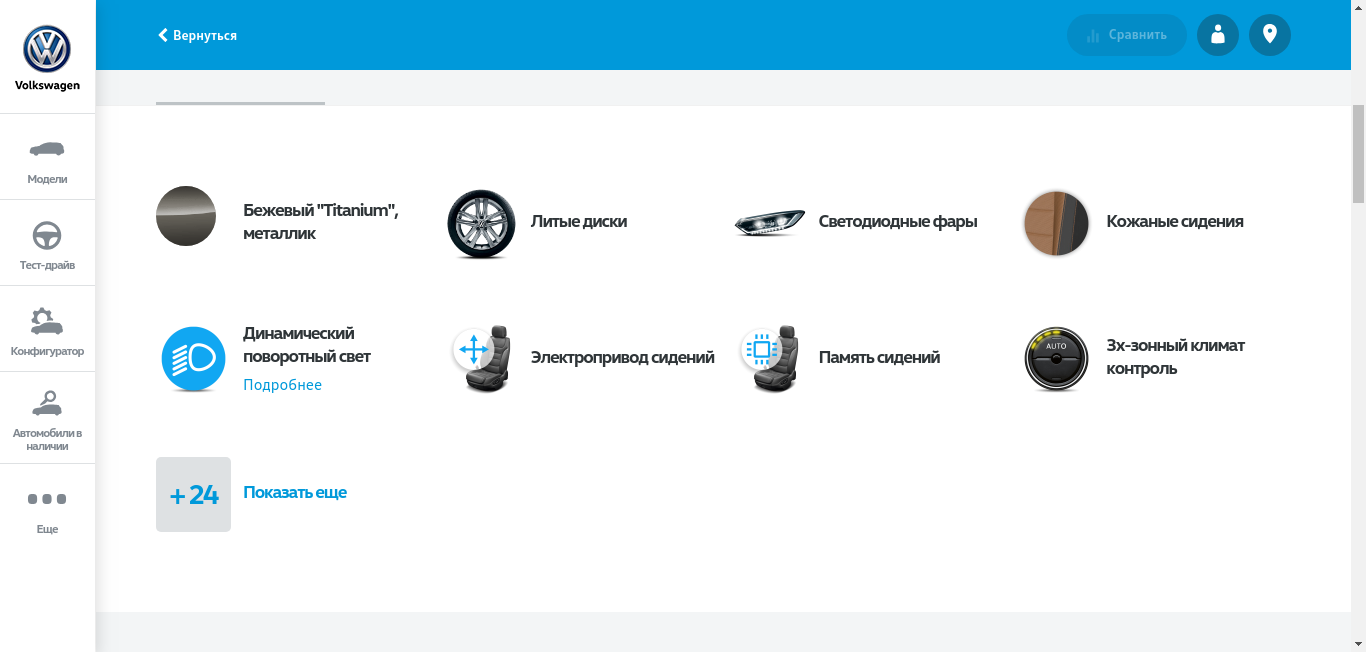 Вернуться
Сравнить
Volkswagen
Модели
Тест-драйв
Конфигуратор
Автомобили в
наличии
Еще
Бежевый "Titanium",
металлик
Литые диски
Светодиодные фары
Кожаные сидения
Динамический
поворотный свет
Подробнее
Электропривод сидений
Память сидений
AUTO
3х-зонный климат
контроль
+ 24
Показать еще